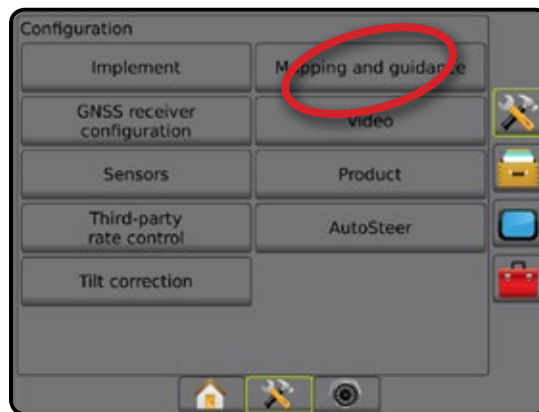 Configuration
Implement
Mapping and guidance
GNSS receiver
configuration
Video
Sensors
Product
Third-party
rate control
AutoSteer
Tilt correction